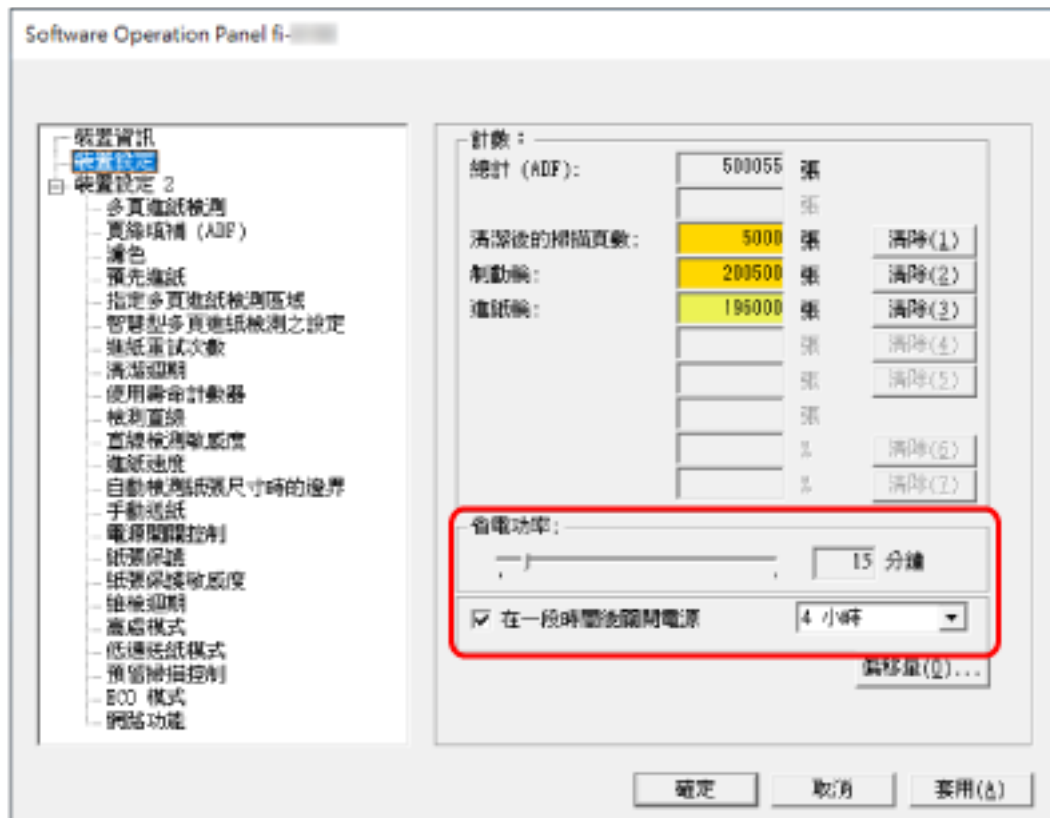 Software Operation Panel fi-
裝置資訊
裝置設定
裝置設定 2
多頁進紙檢測
頁緣填補 (ADF)
濾色
預先進紙
指定多頁進紙檢測區域
智慧型多頁進紙檢測之設定
進紙重試次數
清潔週期
使用壽命計數器
檢測直線
直線檢測敏感度
進紙速度
自動檢測紙張尺寸時的邊界
手動送紙
電源開關控制
紙張保護
紙張保護敏感度
維檢週期
高處模式
低速送紙模式
預留掃描控制
ECO 模式
網路功能
計數：
總計 (ADF): 500055 張
張
清潔後的掃描頁數: 5000 張 清除(1)
制動輪: 200500 張 清除(2)
進紙輪: 196000 張 清除(3)
張 清除(4)
張 清除(5)
張
% 清除(6)
% 清除(7)
省電功率:
15 分鐘
在一段時間後關閉電源 4 小時
偏移量(O)...
確定 取消 套用(A)